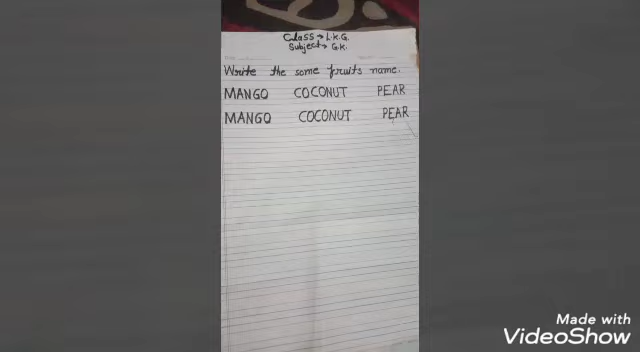 Class → L.K.G.
Subject → G.K.
Write the some fruits name.
MANGO COCONUT PEAR
MANGO COCONUT PEAR
Made with
VideoShow